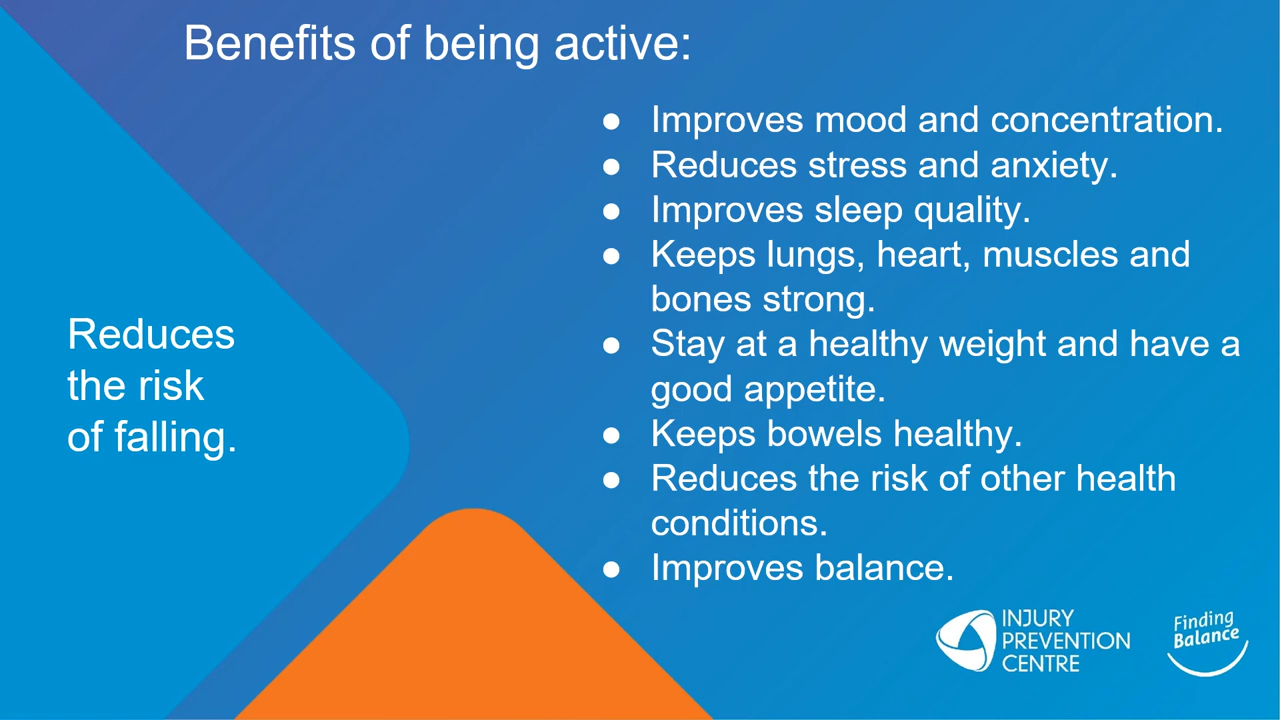 Benefits of being active:
Reduces
the risk
of falling.
● Improves mood and concentration.
● Reduces stress and anxiety.
● Improves sleep quality.
● Keeps lungs, heart, muscles and
bones strong.
● Stay at a healthy weight and have a
good appetite.
● Keeps bowels healthy.
● Reduces the risk of other health
conditions.
● Improves balance.
INJURY
PREVENTION
CENTRE
Finding
Balance